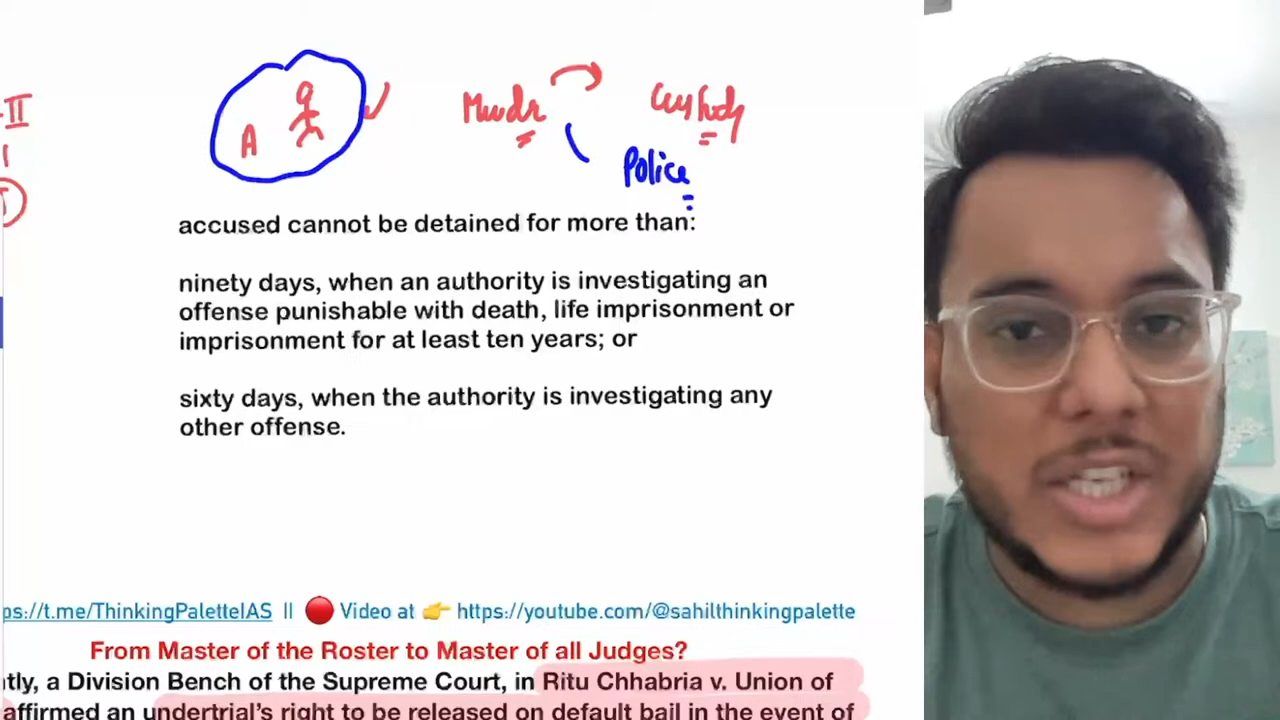 II
I
A
Murdr
Custody
Police
accused cannot be detained for more than:
ninety days, when an authority is investigating an
offense punishable with death, life imprisonment or
imprisonment for at least ten years; or
sixty days, when the authority is investigating any
other offense.
ps://t.me/ThinkingPaletteIAS || 🔴 Video at 👉 https://youtube.com/@sahilthinkingpalette
From Master of the Roster to Master of all Judges?
tly, a Division Bench of the Supreme Court, in Ritu Chhabria v. Union of
affirmed an undertrial's right to be released on default bail in the event of